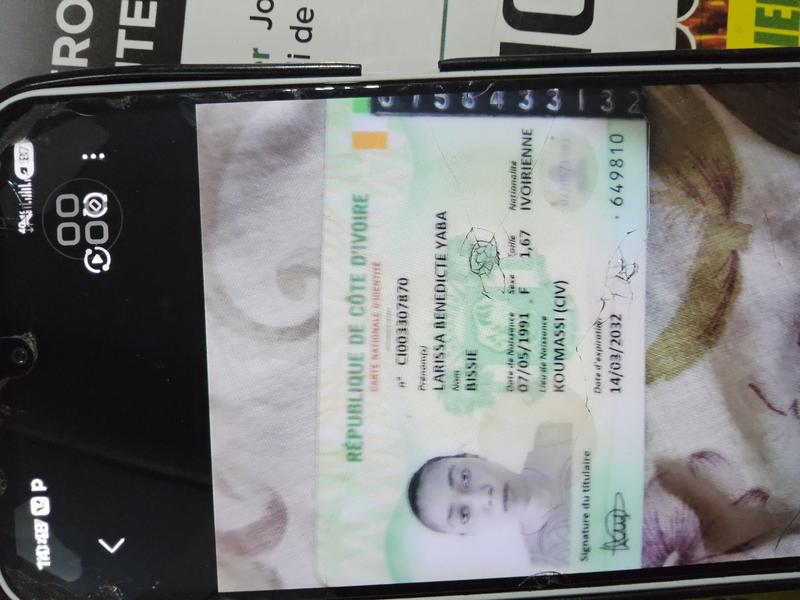 RÉPUBLIQUE DE CÔTE D'IVOIRE
CARTE NATIONALE D'IDENTITÉ
n° CI003307870
Prénom(s)
LARISSA BENEDICTE YABA
Nom
BISSIE
Date de Naissance Sexe Taille Nationalité
07/05/1991 F 1,67 IVOIRIENNE
Lieu de Naissance
KOUMASSI (CIV)
Date d'expiration
14/03/2032
649810
Signature du titulaire